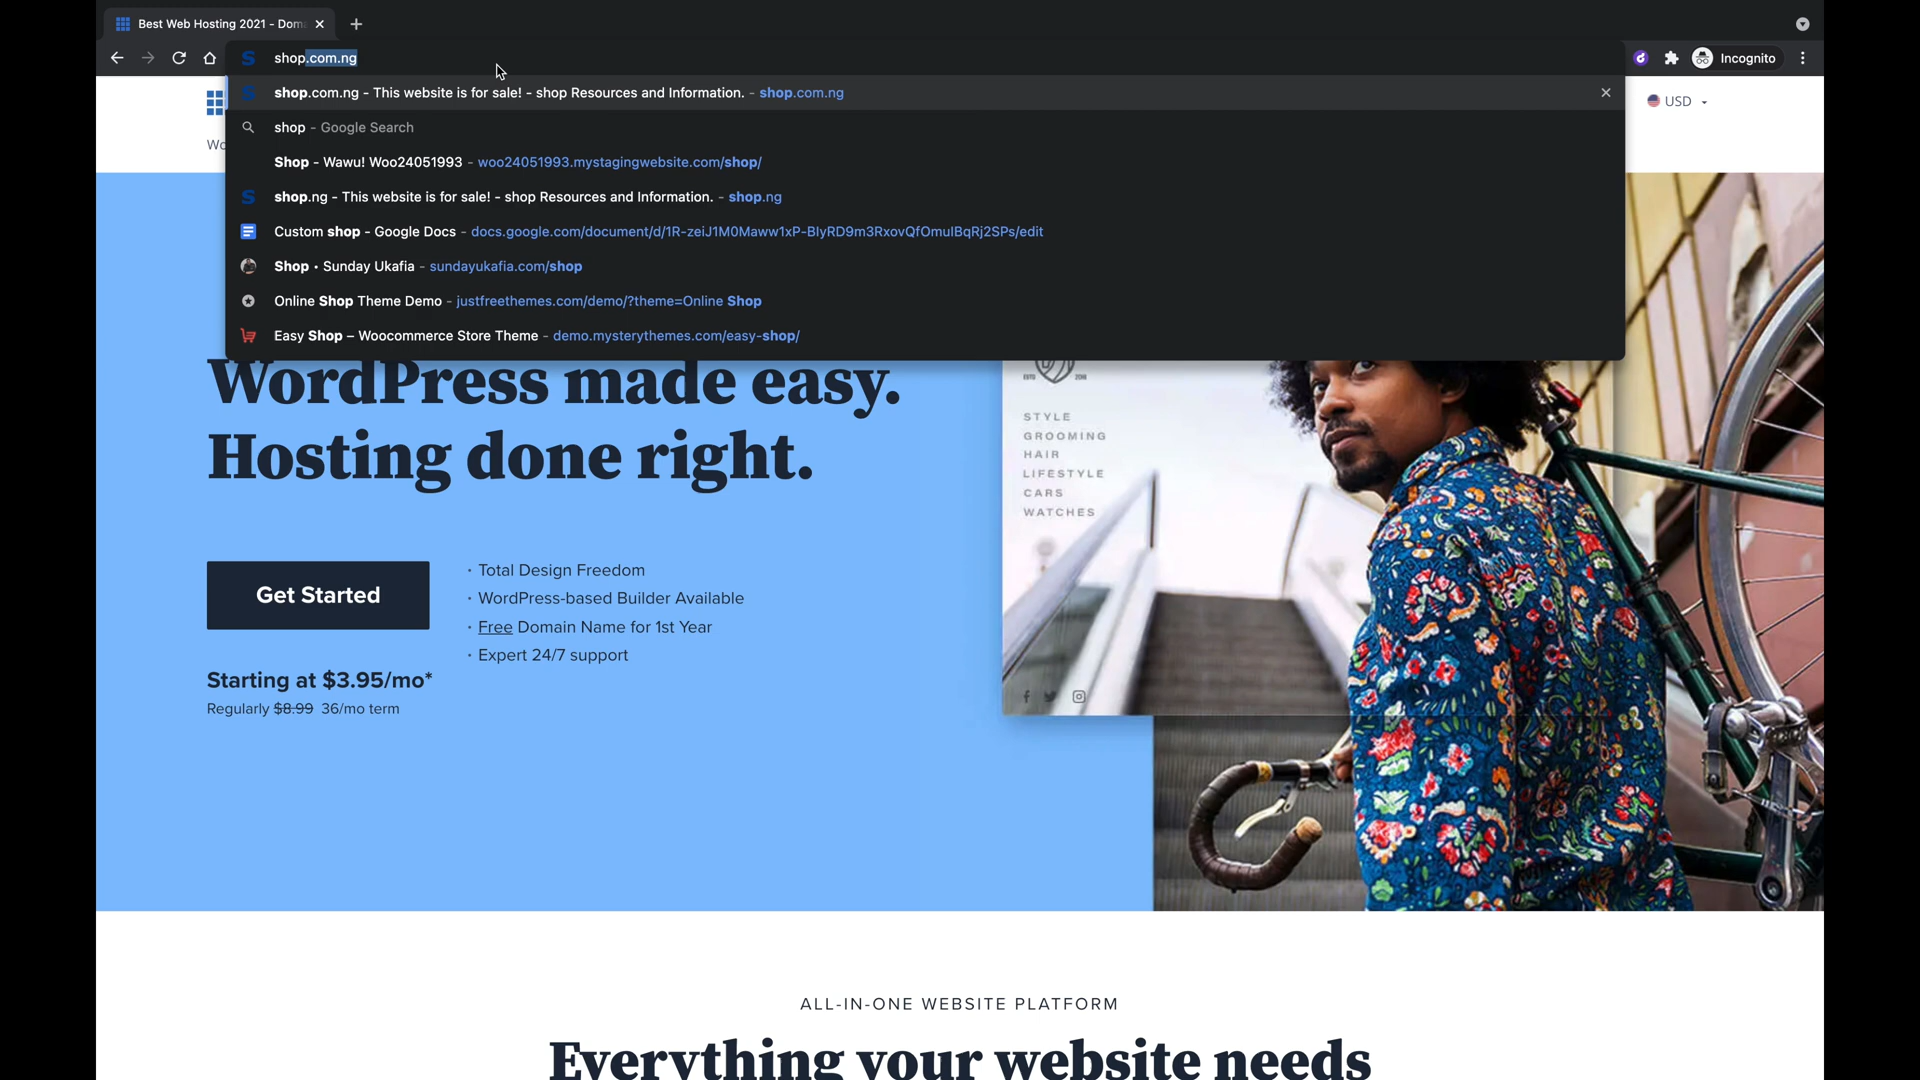 Best Web Hosting 2021 - Dom
shop.com.ng
Incognito
shop.com.ng - This website is for sale! - shop Resources and Information. - shop.com.ng
shop - Google Search
Shop - Wawu! Woo24051993 - woo24051993.mystagingwebsite.com/shop/
shop.ng - This website is for sale! - shop Resources and Information. - shop.ng
Custom shop - Google Docs - docs.google.com/document/d/1R-zeiJ1M0Maww1xP-BIyRD9m3RxovQfOmuIBqRj2SPs/edit
Shop • Sunday Ukafia - sundayukafia.com/shop
Online Shop Theme Demo - justfreethemes.com/demo/?theme=Online Shop
Easy Shop – Woocommerce Store Theme - demo.mysterythemes.com/easy-shop/
USD
WordPress made easy.
Hosting done right.
Get Started
· Total Design Freedom
· WordPress-based Builder Available
· Free Domain Name for 1st Year
· Expert 24/7 support
Starting at $3.95/mo*
Regularly $8.99 36/mo term
STYLE
GROOMING
HAIR
LIFESTYLE
CARS
WATCHES
ALL-IN-ONE WEBSITE PLATFORM
Everything your website needs